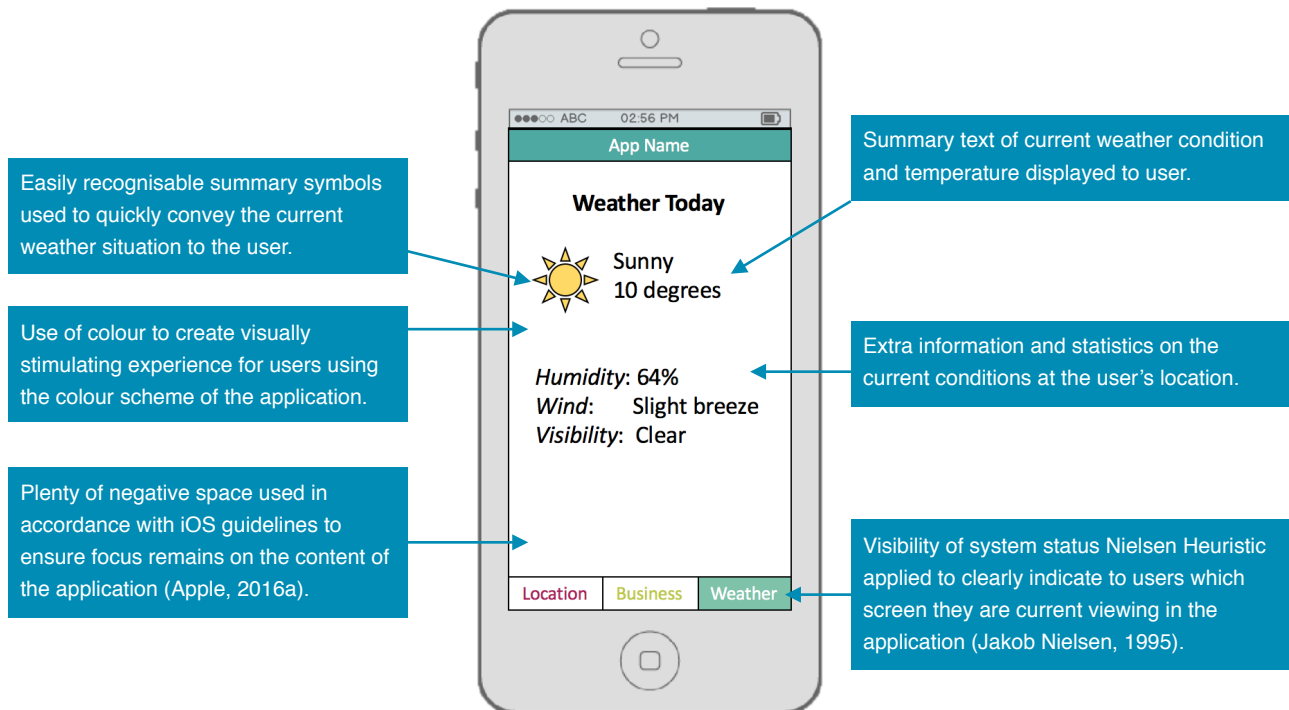 ●●●○○ ABC 02:56 PM
App Name
Weather Today
Sunny
10 degrees
Humidity: 64%
Wind: Slight breeze
Visibility: Clear
Location Business Weather
Easily recognisable summary symbols
used to quickly convey the current
weather situation to the user.
Use of colour to create visually
stimulating experience for users using
the colour scheme of the application.
Plenty of negative space used in
accordance with iOS guidelines to
ensure focus remains on the content of
the application (Apple, 2016a).
Summary text of current weather condition
and temperature displayed to user.
Extra information and statistics on the
current conditions at the user’s location.
Visibility of system status Nielsen Heuristic
applied to clearly indicate to users which
screen they are current viewing in the
application (Jakob Nielsen, 1995).